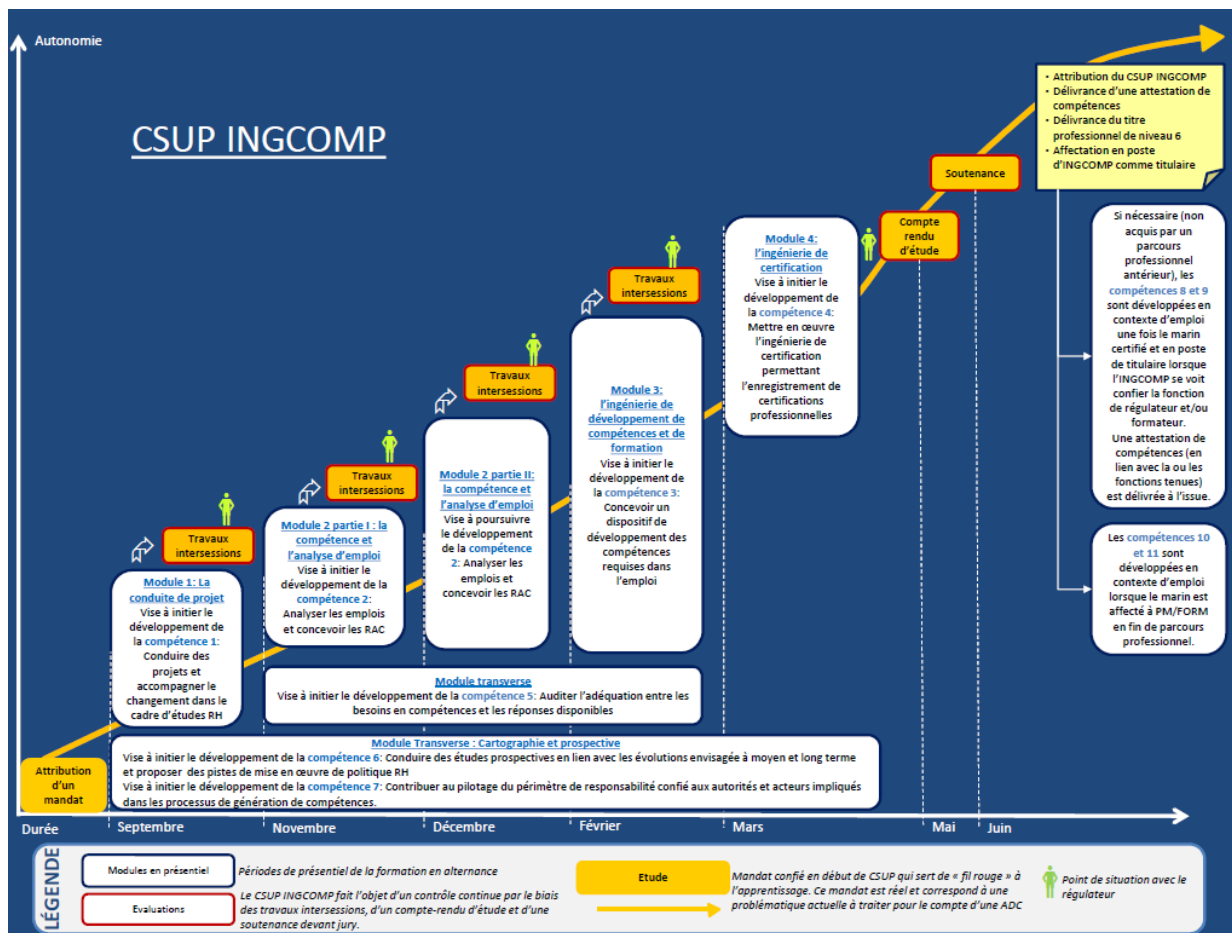 Autonomie
CSUP INGCOMP
• Attribution du CSUP INGCOMP
• Délivrance d'une attestation de
compétences
• Délivrance du titre
professionnel de niveau 6
• Affectation en poste
d'INGCOMP comme titulaire
Soutenance
Compte
rendu
d'étude
Si nécessaire (non
acquis par un
parcours
professionnel
antérieur), les
compétences 8 et 9
sont développées en
contexte d'emploi
une fois le marin
certifié et en poste
de titulaire lorsque
l'INGCOMP se voit
confier la fonction
de régulateur et/ou
formateur.
Une attestation de
compétences (en
lien avec la ou les
fonctions tenues)
est délivrée à l'issue.
Les compétences 10
et 11 sont
développées en
contexte d'emploi
lorsque le marin est
affecté à PM/FORM
en fin de parcours
professionnel.
Module 4:
l'ingénierie de
certification
Vise à initier le
développement de
la compétence 4:
Mettre en œuvre
l'ingénierie de
certification
permettant
l'enregistrement de
certifications
professionnelles
Travaux
intersessions
Module 3:
l'ingénierie de
développement de
compétences et de
formation
Vise à initier le
développement de
la compétence 3:
Concevoir un
dispositif de
développement des
compétences
requises dans
l'emploi
Travaux
intersessions
Module 2 partie II:
la compétence et
l'analyse d'emploi
Vise à poursuivre
le développement
de la compétence
2: Analyser les
emplois et
concevoir les RAC
Travaux
intersessions
Module 2 partie I : la
compétence et
l'analyse d'emploi
Vise à initier le
développement de la
compétence 2:
Analyser les emplois
et concevoir les RAC
Travaux
intersessions
Module 1: La
conduite de projet
Vise à initier le
développement de
la compétence 1:
Conduire des
projets et
accompagner le
changement dans le
cadre d'études RH
Module transverse
Vise à initier le développement de la compétence 5: Auditer l'adéquation entre les
besoins en compétences et les réponses disponibles
Module Transverse : Cartographie et prospective
Vise à initier le développement de la compétence 6: Conduire des études prospectives en lien avec les évolutions envisagée à moyen et long terme
et proposer des pistes de mise en œuvre de politique RH
Vise à initier le développement de la compétence 7: Contribuer au pilotage du périmètre de responsabilité confié aux autorités et acteurs impliqués
dans les processus de génération de compétences.
Attribution
d'un
mandat
Durée
Septembre
Novembre
Décembre
Février
Mars
Mai
Juin
LÉGENDE
Modules en présentiel
Périodes de présentiel de la formation en alternance
Evaluations
Le CSUP INGCOMP fait l'objet d'un contrôle continue par le biais
des travaux intersessions, d'un compte-rendu d'étude et d'une
soutenance devant jury.
Etude
Mandat confié en début de CSUP qui sert de « fil rouge » à
l'apprentissage. Ce mandat est réel et correspond à une
problématique actuelle à traiter pour le compte d'une ADC
Point de situation avec le
régulateur